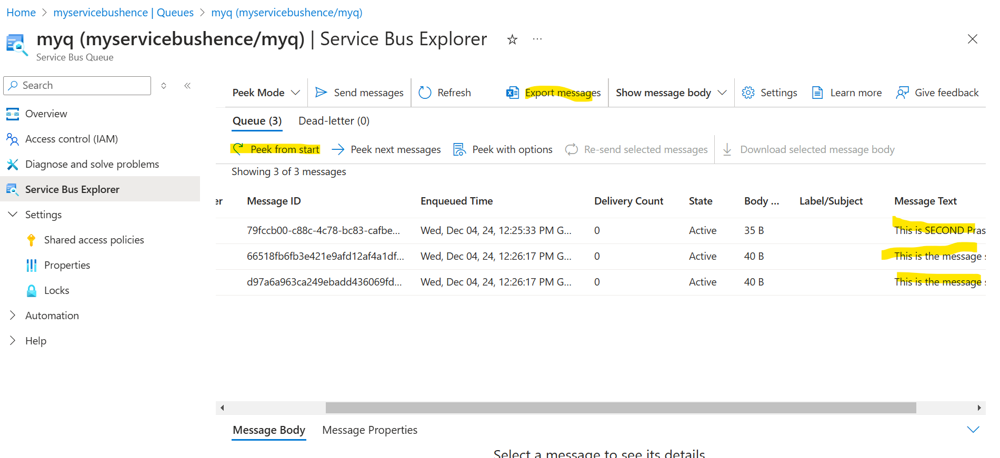 Home > myservicebushence | Queues > myq (myservicebushence/myq)
myq (myservicebushence/myq) | Service Bus Explorer
Service Bus Queue
Search
Overview
Access control (IAM)
Diagnose and solve problems
Service Bus Explorer
Settings
Shared access policies
Properties
Locks
Automation
Help
Peek Mode Send messages Refresh Export messages Show message body Settings Learn more Give feedback
Queue (3) Dead-letter (0)
Peek from start Peek next messages Peek with options Re-send selected messages Download selected message body
Showing 3 of 3 messages
er Message ID Enqueued Time Delivery Count State Body ... Label/Subject Message Text
79fccb00-c88c-4c78-bc83-cafbe... Wed, Dec 04, 24, 12:25:33 PM G... 0 Active 35 B This is SECOND Pras
66518fb6fb3e421e9afd12af4a1df... Wed, Dec 04, 24, 12:26:17 PM G... 0 Active 40 B This is the message s
d97a6a963ca249ebadd436069fd... Wed, Dec 04, 24, 12:26:17 PM G... 0 Active 40 B This is the message s
Message Body Message Properties
Select a message to see its details